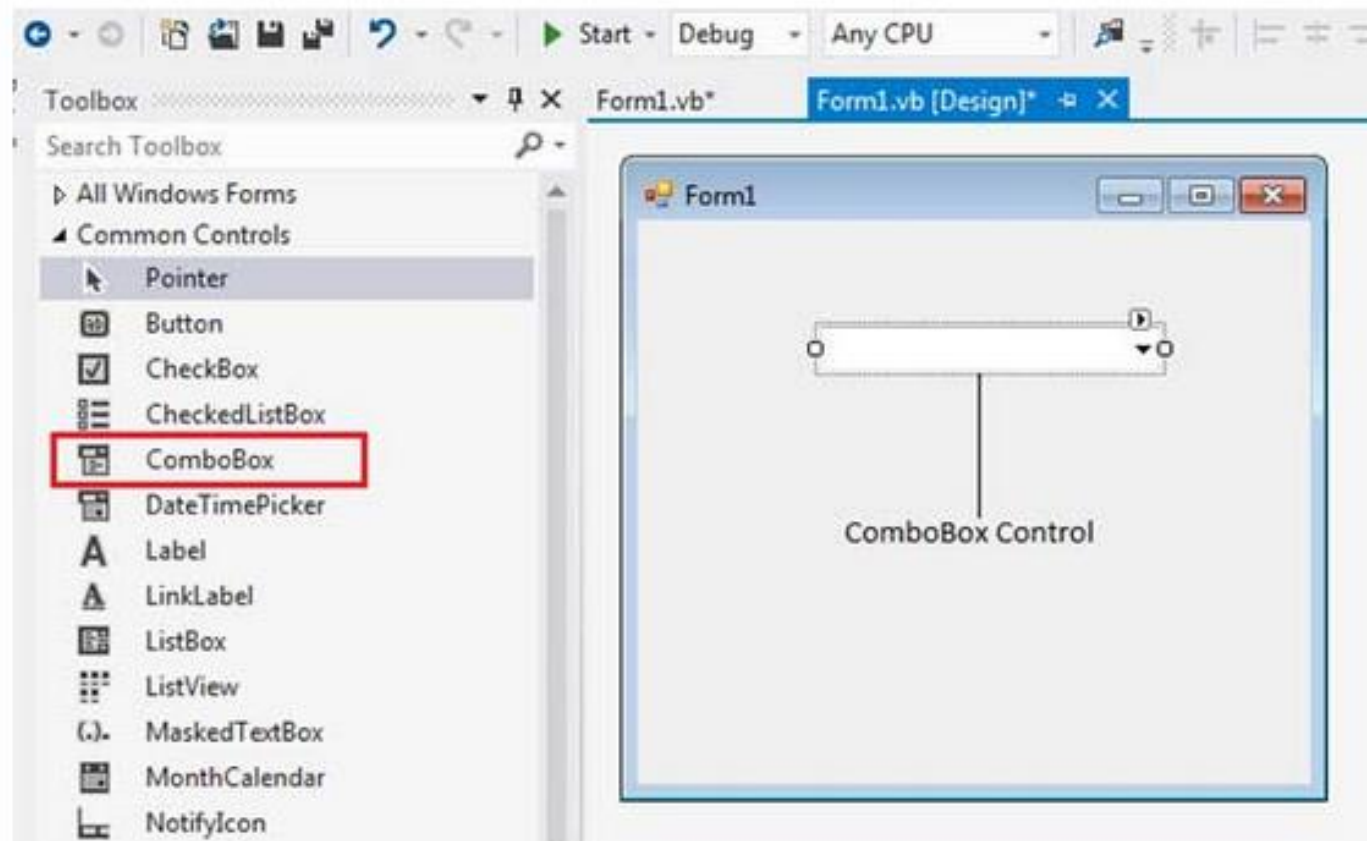 Start Debug Any CPU
Toolbox
Form1.vb*
Form1.vb [Design]*
Search Toolbox
All Windows Forms
Common Controls
Pointer
Button
CheckBox
CheckedListBox
ComboBox
DateTimePicker
Label
LinkLabel
ListBox
ListView
MaskedTextBox
MonthCalendar
NotifyIcon
Form1
ComboBox Control